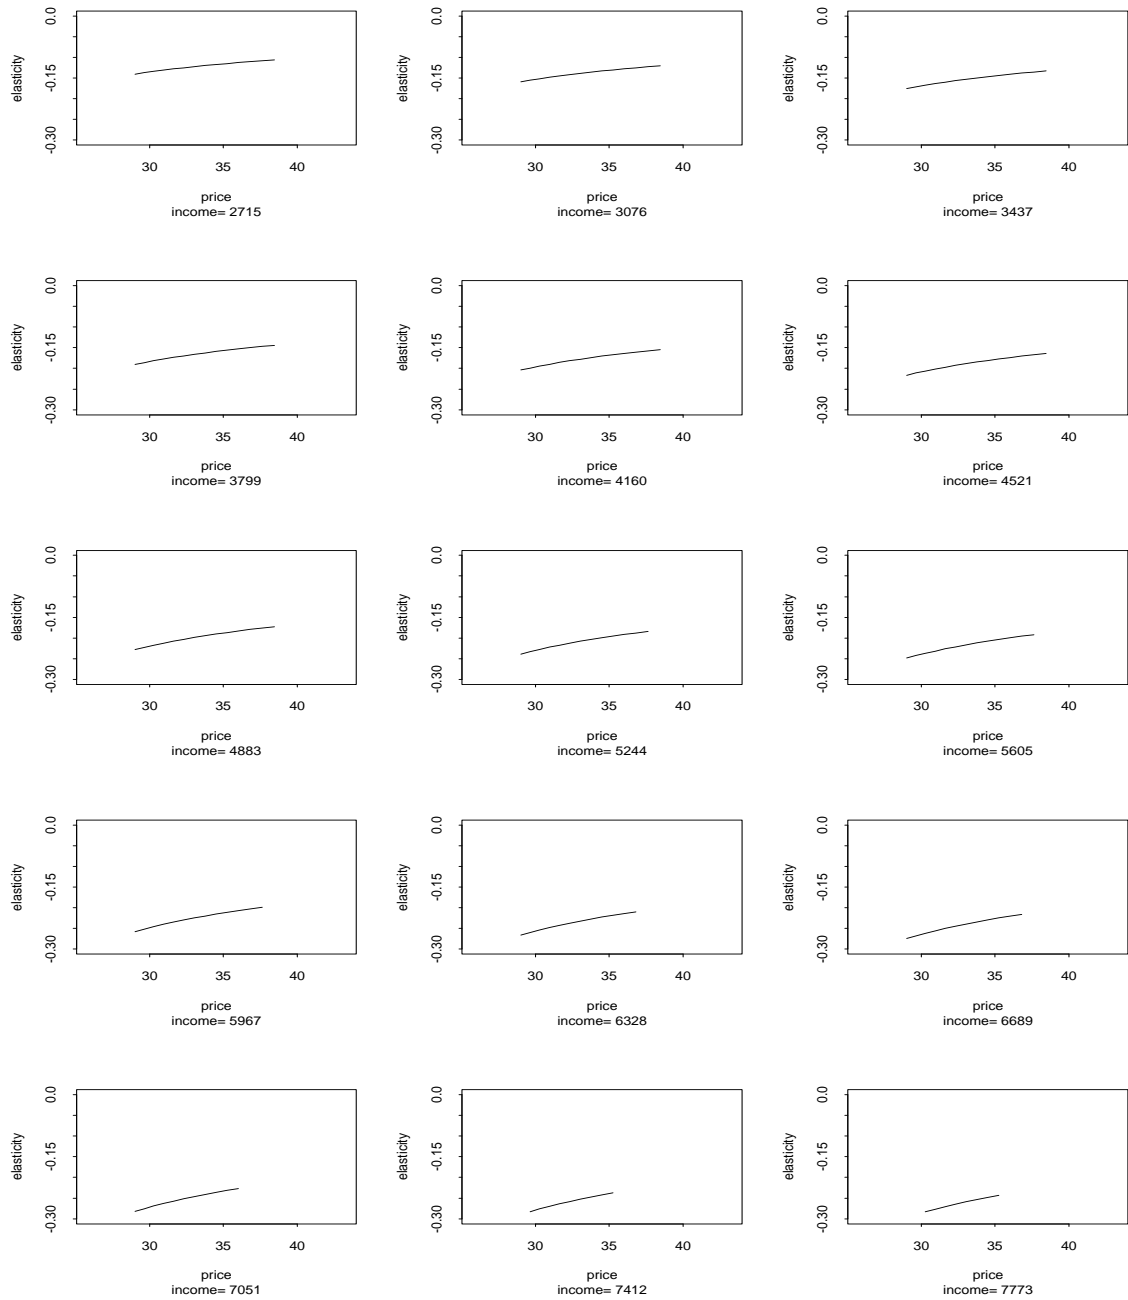 elasticity
0.0
-0.15
-0.30
30 35 40
price
income= 2715
elasticity
0.0
-0.15
-0.30
30 35 40
price
income= 3076
elasticity
0.0
-0.15
-0.30
30 35 40
price
income= 3437
elasticity
0.0
-0.15
-0.30
30 35 40
price
income= 3799
elasticity
0.0
-0.15
-0.30
30 35 40
price
income= 4160
elasticity
0.0
-0.15
-0.30
30 35 40
price
income= 4521
elasticity
0.0
-0.15
-0.30
30 35 40
price
income= 4883
elasticity
0.0
-0.15
-0.30
30 35 40
price
income= 5244
elasticity
0.0
-0.15
-0.30
30 35 40
price
income= 5605
elasticity
0.0
-0.15
-0.30
30 35 40
price
income= 5967
elasticity
0.0
-0.15
-0.30
30 35 40
price
income= 6328
elasticity
0.0
-0.15
-0.30
30 35 40
price
income= 6689
elasticity
0.0
-0.15
-0.30
30 35 40
price
income= 7051
elasticity
0.0
-0.15
-0.30
30 35 40
price
income= 7412
elasticity
0.0
-0.15
-0.30
30 35 40
price
income= 7773